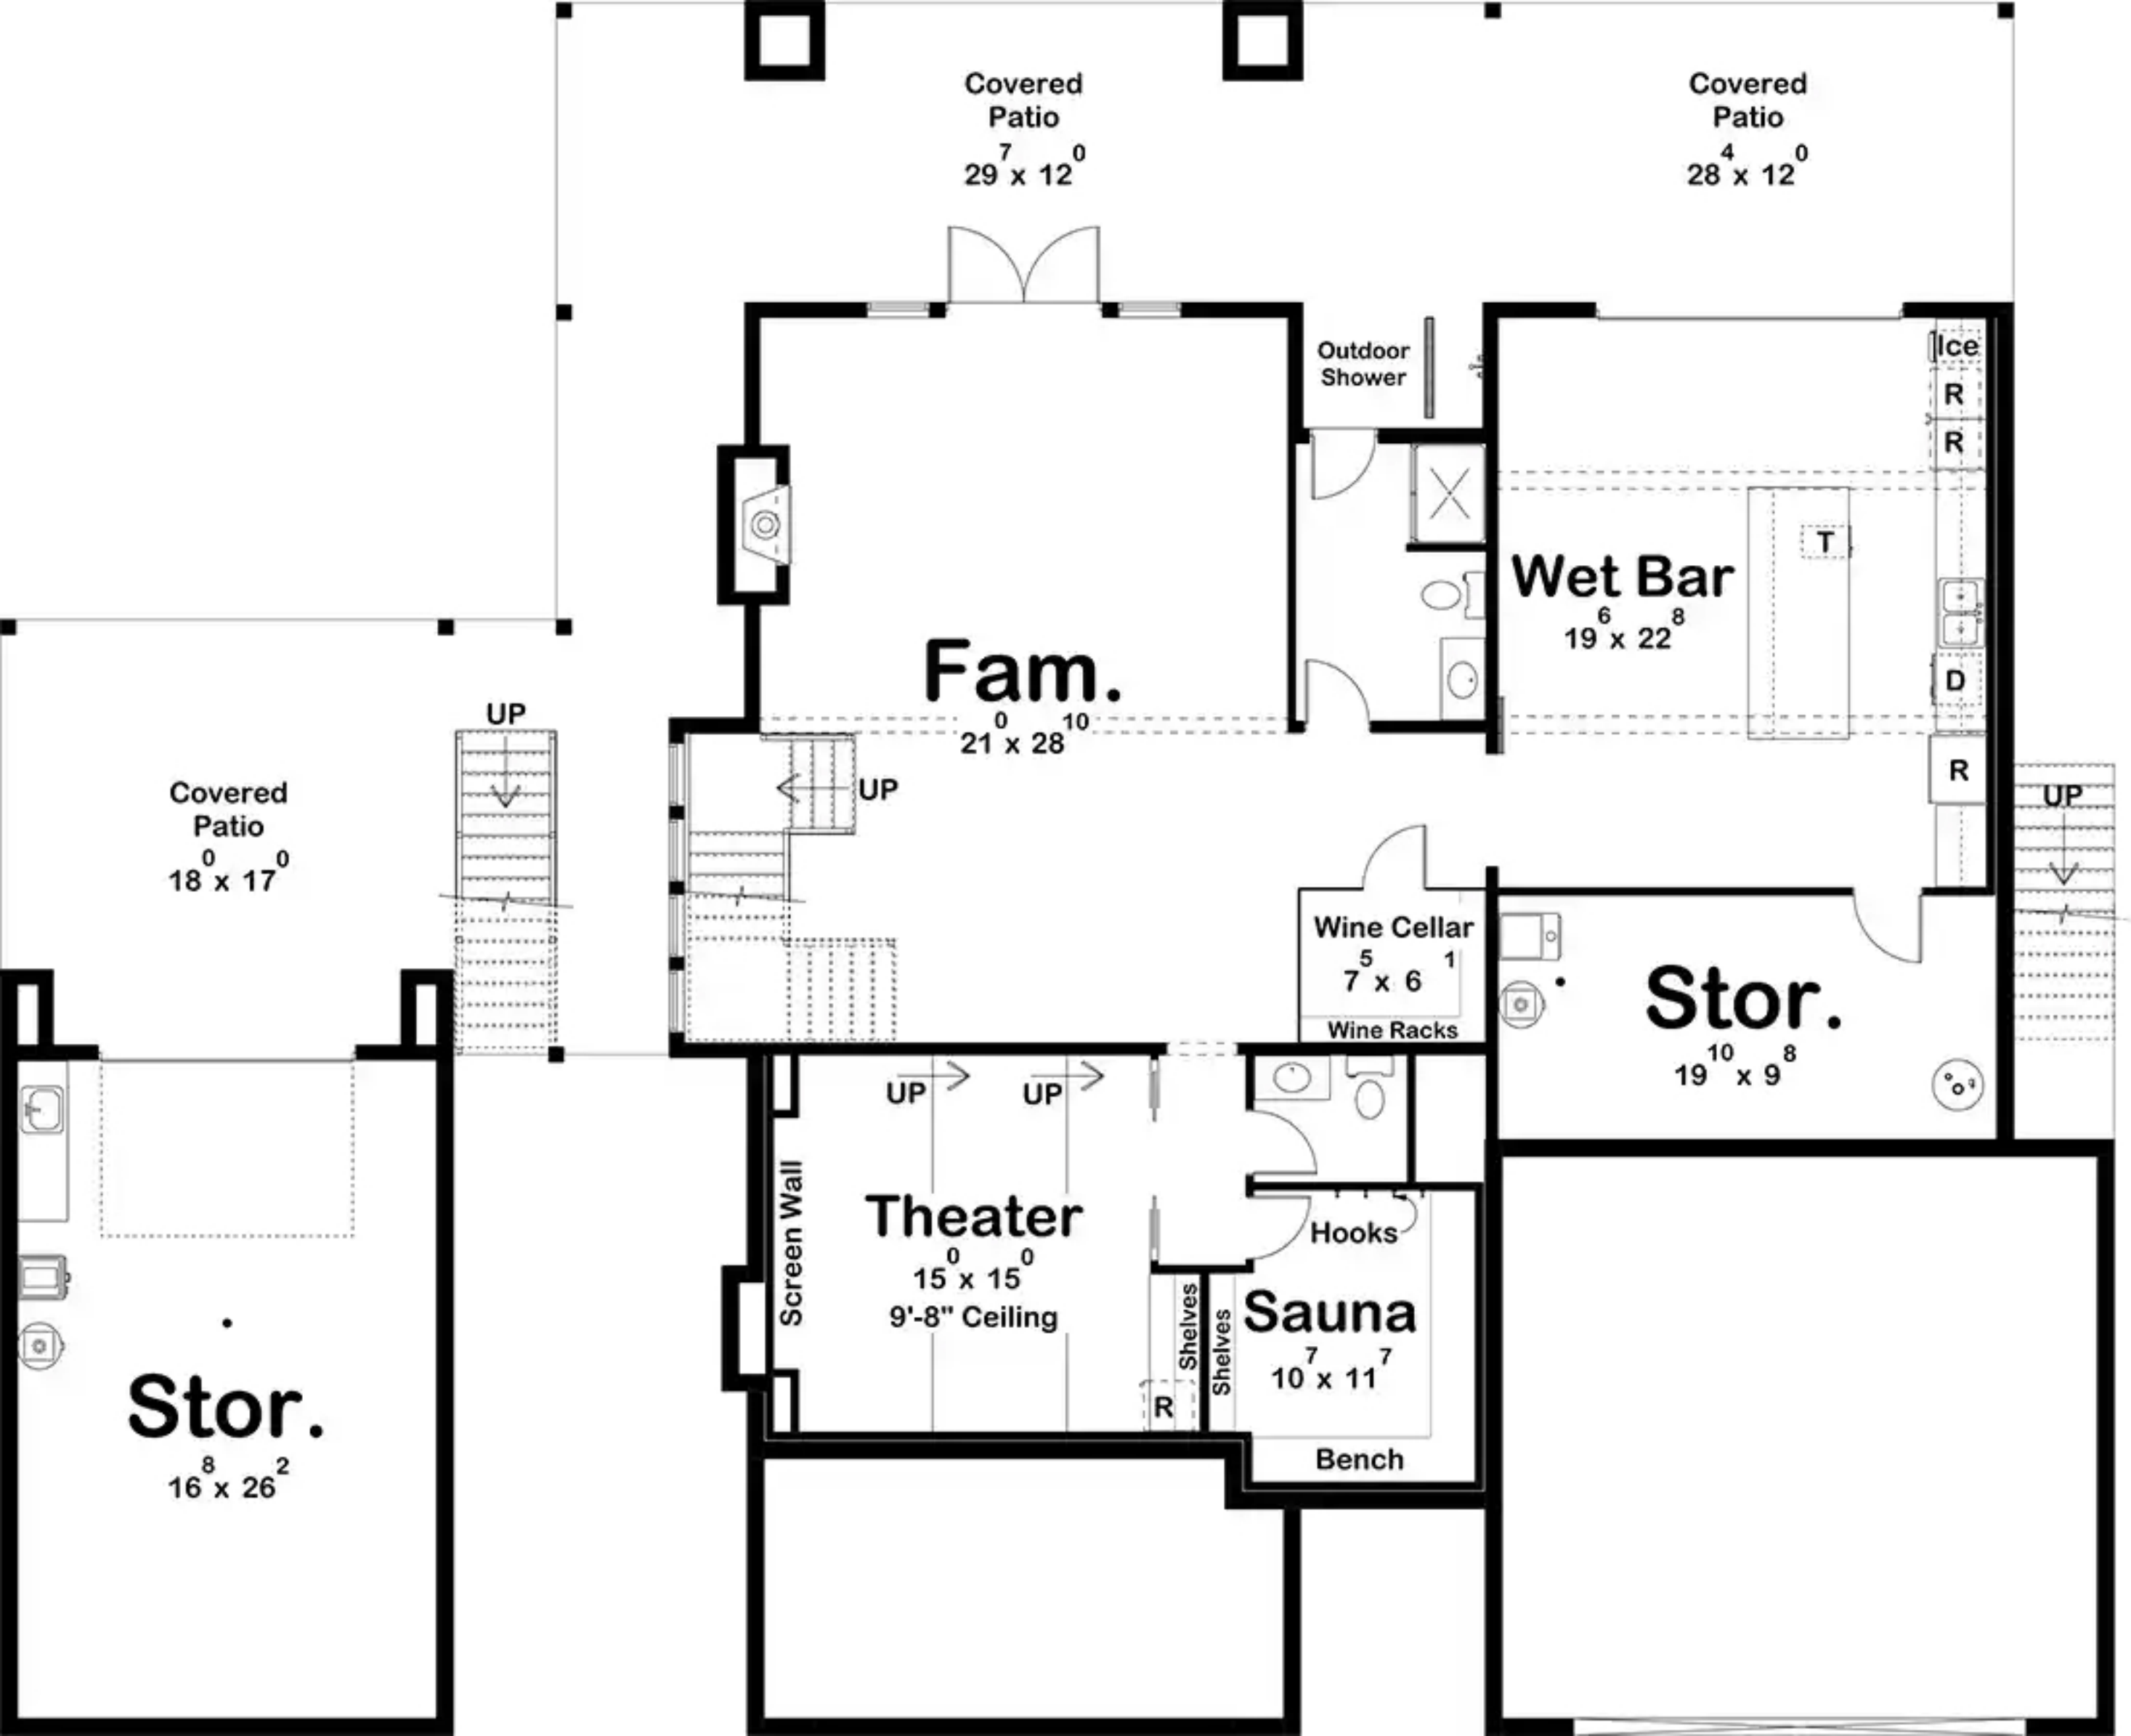 Covered
Patio
29⁷ x 12⁰
Covered
Patio
28⁴ x 12⁰
Outdoor
Shower
Ice
R
R
T
Wet Bar
19⁶ x 22⁸
D
R
Fam.
21⁰ x 28¹⁰
UP
UP
UP
Covered
Patio
18⁰ x 17⁰
Wine Cellar
7⁵ x 6¹
Wine Racks
Stor.
19¹⁰ x 9⁸
UP
UP
Screen Wall
Theater
15⁰ x 15⁰
9'-8" Ceiling
Shelves
R
Hooks
Shelves
Sauna
10⁷ x 11⁷
Bench
Stor.
16⁸ x 26²